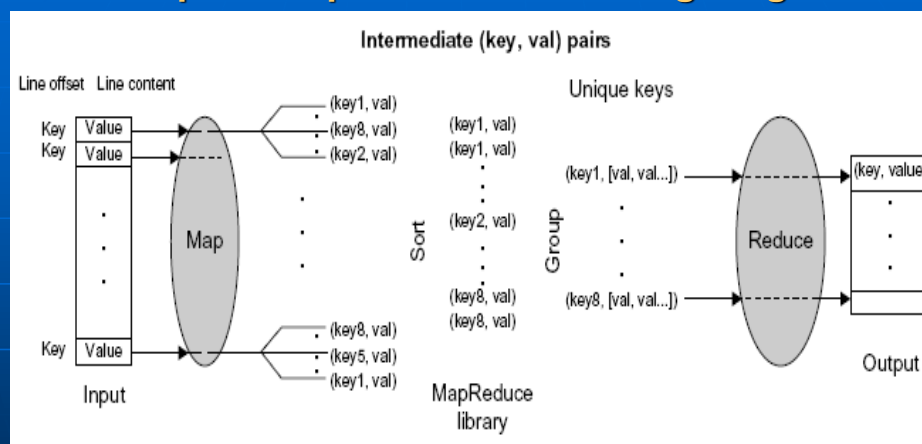 Intermediate (key, val) pairs
Line offset Line content
Unique keys
Key Value
Key Value
Key Value
Input
Map
(key1, val)
(key8, val)
(key2, val)
(key8, val)
(key5, val)
(key1, val)
Sort
(key1, val)
(key1, val)
(key2, val)
(key8, val)
(key8, val)
MapReduce
library
Group
(key1, [val, val...])
(key8, [val, val...])
Reduce
(key, value
Output